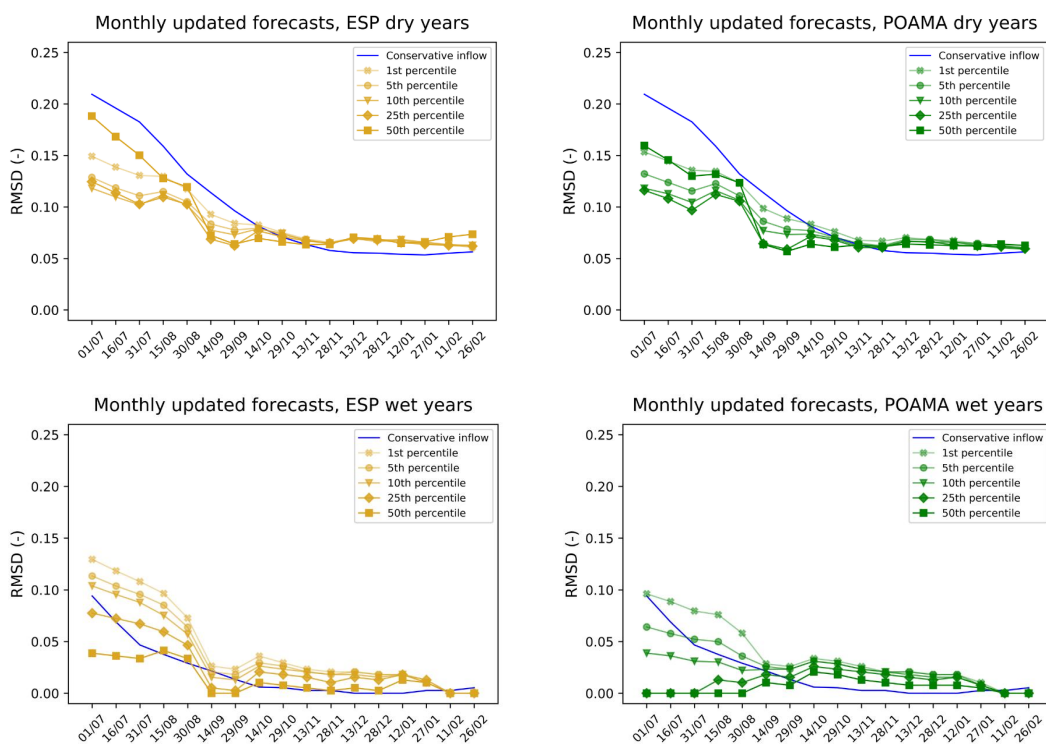 Monthly updated forecasts, ESP dry years
RMSD (-)
0.25
0.20
0.15
0.10
0.05
0.00
Conservative inflow
1st percentile
5th percentile
10th percentile
25th percentile
50th percentile
01/07
16/07
31/07
15/08
30/08
14/09
29/09
14/10
29/10
13/11
28/11
13/12
28/12
12/01
27/01
11/02
26/02
Monthly updated forecasts, POAMA dry years
RMSD (-)
0.25
0.20
0.15
0.10
0.05
0.00
Conservative inflow
1st percentile
5th percentile
10th percentile
25th percentile
50th percentile
01/07
16/07
31/07
15/08
30/08
14/09
29/09
14/10
29/10
13/11
28/11
13/12
28/12
12/01
27/01
11/02
26/02
Monthly updated forecasts, ESP wet years
RMSD (-)
0.25
0.20
0.15
0.10
0.05
0.00
Conservative inflow
1st percentile
5th percentile
10th percentile
25th percentile
50th percentile
01/07
16/07
31/07
15/08
30/08
14/09
29/09
14/10
29/10
13/11
28/11
13/12
28/12
12/01
27/01
11/02
26/02
Monthly updated forecasts, POAMA wet years
RMSD (-)
0.25
0.20
0.15
0.10
0.05
0.00
Conservative inflow
1st percentile
5th percentile
10th percentile
25th percentile
50th percentile
01/07
16/07
31/07
15/08
30/08
14/09
29/09
14/10
29/10
13/11
28/11
13/12
28/12
12/01
27/01
11/02
26/02